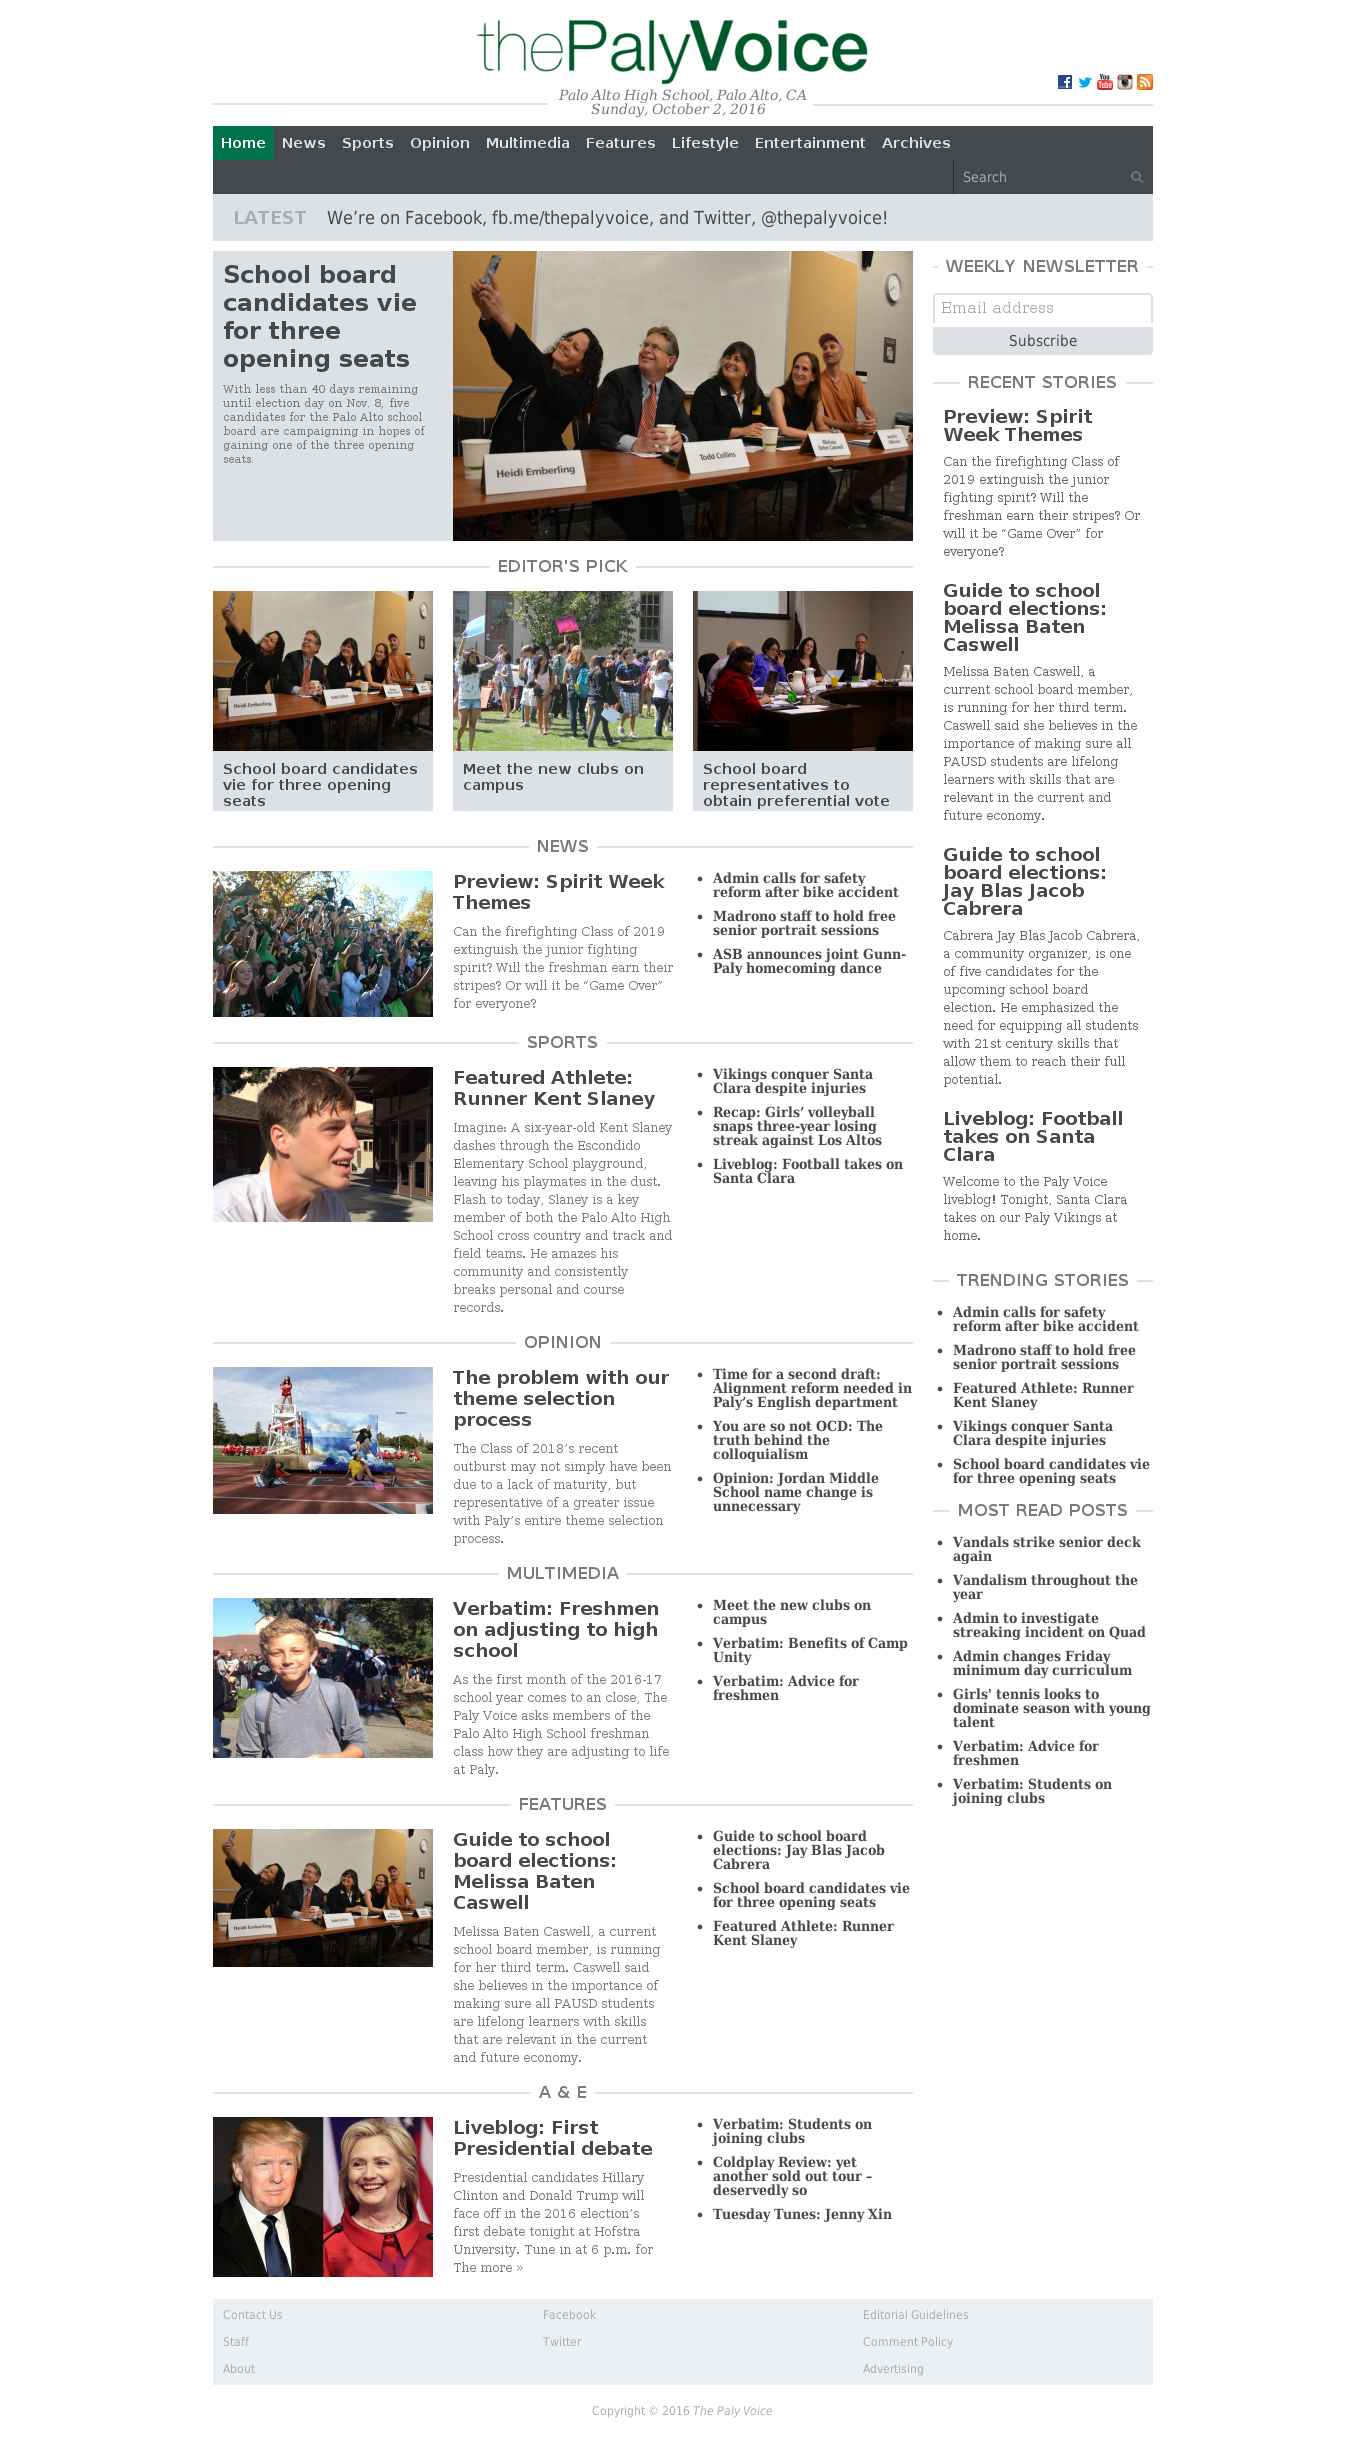 thePalyVoice
Palo Alto High School, Palo Alto, CA
Sunday, October 2, 2016
Home News Sports Opinion Multimedia Features Lifestyle Entertainment Archives
Search
LATEST We’re on Facebook, fb.me/thepalyvoice, and Twitter, @thepalyvoice!
School board
candidates vie
for three
opening seats
With less than 40 days remaining
until election day on Nov. 8, five
candidates for the Palo Alto school
board are campaigning in hopes of
gaining one of the three opening
seats.
Heidi Emberling
Todd Collins
EDITOR'S PICK
Heidi Emberling
Todd Collins
School board candidates
vie for three opening
seats
Meet the new clubs on
campus
School board
representatives to
obtain preferential vote
NEWS
Preview: Spirit Week
Themes
Can the firefighting Class of 2019
extinguish the junior fighting
spirit? Will the freshman earn their
stripes? Or will it be “Game Over”
for everyone?
• Admin calls for safety
reform after bike accident
• Madrono staff to hold free
senior portrait sessions
• ASB announces joint Gunn-
Paly homecoming dance
SPORTS
Featured Athlete:
Runner Kent Slaney
Imagine: A six-year-old Kent Slaney
dashes through the Escondido
Elementary School playground,
leaving his playmates in the dust.
Flash to today, Slaney is a key
member of both the Palo Alto High
School cross country and track and
field teams. He amazes his
community and consistently
breaks personal and course
records.
• Vikings conquer Santa
Clara despite injuries
• Recap: Girls’ volleyball
snaps three-year losing
streak against Los Altos
• Liveblog: Football takes on
Santa Clara
OPINION
The problem with our
theme selection
process
The Class of 2018’s recent
outburst may not simply have been
due to a lack of maturity, but
representative of a greater issue
with Paly’s entire theme selection
process.
• Time for a second draft:
Alignment reform needed in
Paly’s English department
• You are so not OCD: The
truth behind the
colloquialism
• Opinion: Jordan Middle
School name change is
unnecessary
MULTIMEDIA
Verbatim: Freshmen
on adjusting to high
school
As the first month of the 2016-17
school year comes to an close, The
Paly Voice asks members of the
Palo Alto High School freshman
class how they are adjusting to life
at Paly.
• Meet the new clubs on
campus
• Verbatim: Benefits of Camp
Unity
• Verbatim: Advice for
freshmen
FEATURES
Heidi Emberling
Guide to school
board elections:
Melissa Baten
Caswell
Melissa Baten Caswell, a current
school board member, is running
for her third term. Caswell said
she believes in the importance of
making sure all PAUSD students
are lifelong learners with skills
that are relevant in the current
and future economy.
• Guide to school board
elections: Jay Blas Jacob
Cabrera
• School board candidates vie
for three opening seats
• Featured Athlete: Runner
Kent Slaney
A & E
Liveblog: First
Presidential debate
Presidential candidates Hillary
Clinton and Donald Trump will
face off in the 2016 election’s
first debate tonight at Hofstra
University. Tune in at 6 p.m. for
The more »
• Verbatim: Students on
joining clubs
• Coldplay Review: yet
another sold out tour –
deservedly so
• Tuesday Tunes: Jenny Xin
WEEKLY NEWSLETTER
Email address
Subscribe
RECENT STORIES
Preview: Spirit
Week Themes
Can the firefighting Class of
2019 extinguish the junior
fighting spirit? Will the
freshman earn their stripes? Or
will it be “Game Over” for
everyone?
Guide to school
board elections:
Melissa Baten
Caswell
Melissa Baten Caswell, a
current school board member,
is running for her third term.
Caswell said she believes in the
importance of making sure all
PAUSD students are lifelong
learners with skills that are
relevant in the current and
future economy.
Guide to school
board elections:
Jay Blas Jacob
Cabrera
Cabrera Jay Blas Jacob Cabrera,
a community organizer, is one
of five candidates for the
upcoming school board
election. He emphasized the
need for equipping all students
with 21st century skills that
allow them to reach their full
potential.
Liveblog: Football
takes on Santa
Clara
Welcome to the Paly Voice
liveblog! Tonight, Santa Clara
takes on our Paly Vikings at
home.
TRENDING STORIES
• Admin calls for safety
reform after bike accident
• Madrono staff to hold free
senior portrait sessions
• Featured Athlete: Runner
Kent Slaney
• Vikings conquer Santa
Clara despite injuries
• School board candidates vie
for three opening seats
MOST READ POSTS
• Vandals strike senior deck
again
• Vandalism throughout the
year
• Admin to investigate
streaking incident on Quad
• Admin changes Friday
minimum day curriculum
• Girls' tennis looks to
dominate season with young
talent
• Verbatim: Advice for
freshmen
• Verbatim: Students on
joining clubs
Contact Us Facebook Editorial Guidelines
Staff Twitter Comment Policy
About Advertising
Copyright © 2016 The Paly Voice